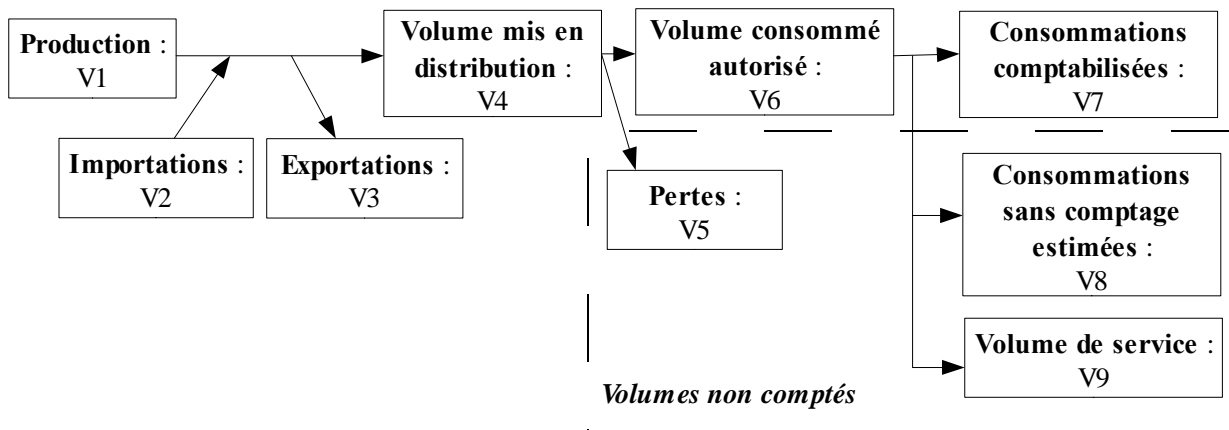 Production :
V1
Importations :
V2
Exportations :
V3
Volume mis en
distribution :
V4
Pertes :
V5
Volume consommé
autorisé :
V6
Consommations
comptabilisées :
V7
Consommations
sans comptage
estimées :
V8
Volume de service :
V9
Volumes non comptés